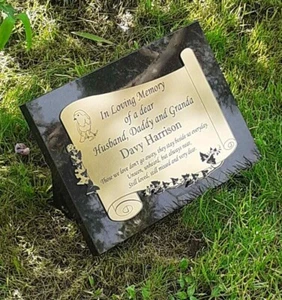 In Loving Memory
of a dear
Husband, Daddy and Granda
Davy Harrison
Those we love don't go away, they stay beside us everyday
Unseen, unheard, but always near,
Still loved, still missed and very dear